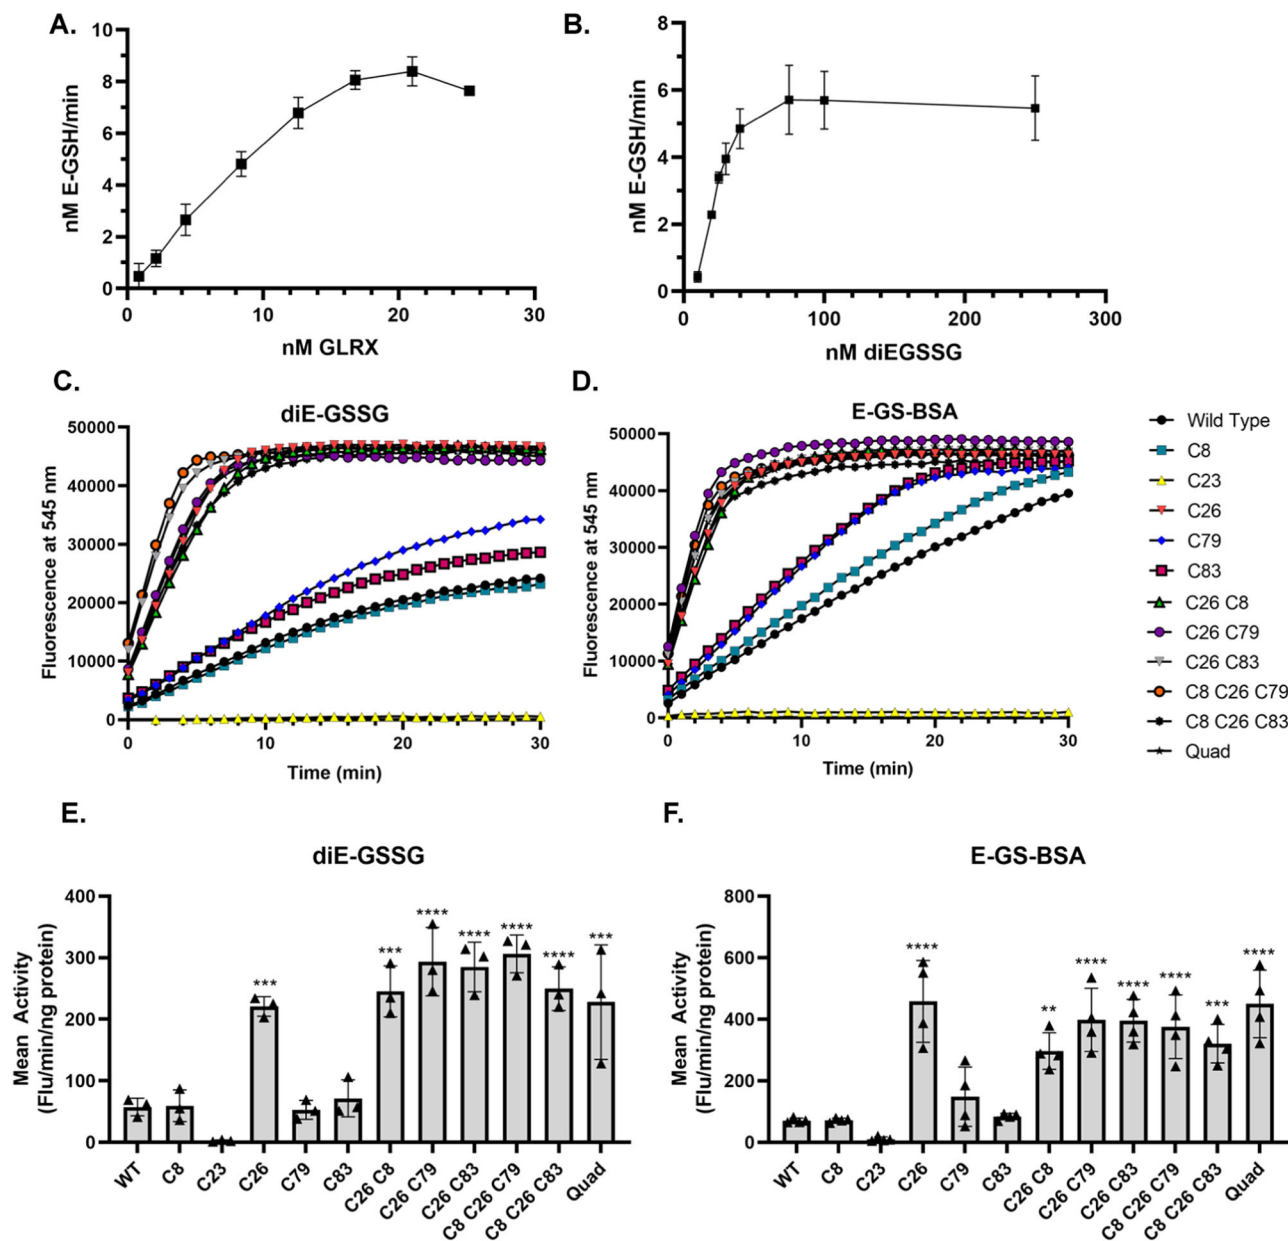 A.
nM E-GSH/min
10
8
6
4
2
0
0 10 20 30
nM GLRX
B.
nM E-GSH/min
8
6
4
2
0
0 100 200 300
nM diEGSSG
C.
diE-GSSG
Fluorescence at 545 nm
50000
40000
30000
20000
10000
0
0 10 20 30
Time (min)
D.
E-GS-BSA
Fluorescence at 545 nm
50000
40000
30000
20000
10000
0
0 10 20 30
Time (min)
Wild Type
C8
C23
C26
C79
C83
C26 C8
C26 C79
C26 C83
C8 C26 C79
C8 C26 C83
Quad
E.
diE-GSSG
Mean Activity
(Flu/min/ng protein)
400
300
200
100
0
*** *** **** **** **** **** ***
WT C8 C23 C26 C79 C83 C26 C8 C26 C79 C26 C83 C8 C26 C79 C8 C26 C83 Quad
F.
E-GS-BSA
Mean Activity
(Flu/min/ng protein)
800
600
400
200
0
**** ** **** **** **** *** ****
WT C8 C23 C26 C79 C83 C26 C8 C26 C79 C26 C83 C8 C26 C79 C8 C26 C83 Quad